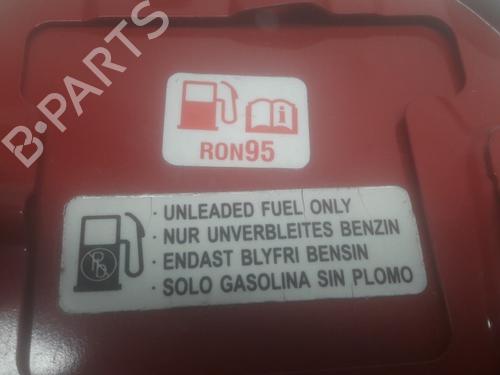 B-PARTS
RON95
· UNLEADED FUEL ONLY
· NUR UNVERBLEITES BENZIN
· ENDAST BLYFRI BENSIN
· SOLO GASOLINA SIN PLOMO